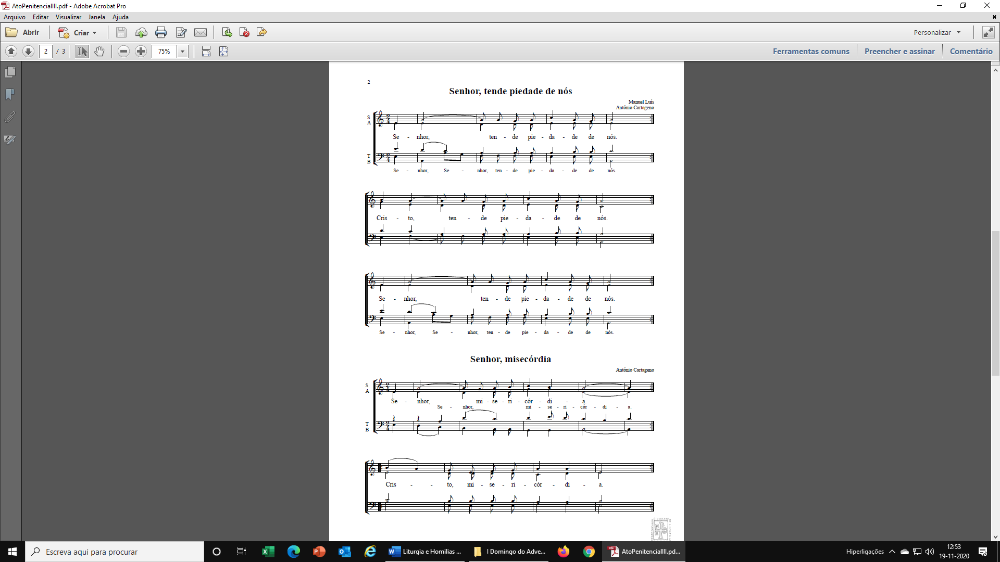 AtoPenitencialIII.pdf - Adobe Acrobat Pro
Arquivo Editar Visualizar Janela Ajuda
Abrir Criar Personalizar
2 / 3 75% Ferramentas comuns Preencher e assinar Comentário
2
Senhor, tende piedade de nós
Manuel Luís
António Cartageno
S
A
Se - nhor, ten - de pie - da - de de nós.
T
B
Se - nhor, Se - nhor, ten - de pie - da - de de nós.
Cris - to, ten - de pie - da - de de nós.
Se - nhor, ten - de pie - da - de de nós.
Se - nhor, Se - nhor, ten - de pie - da - de de nós.
Senhor, misecórdia
António Cartageno
S
A
Se - nhor, mi - se - ri - cór - di - a.
Se - nhor, mi - se - ri - cór - di - a.
T
B
Cris - - to, mi - se - ri - cór - di - a.
Escreva aqui para procurar
Liturgia e Homilias ...
I Domingo do Adve...
AtoPenitencialIII.pd...
Hiperligações
12:53
19-11-2020